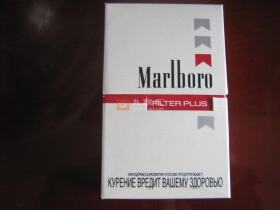 Marlboro
FILTER PLUS
МИНЗДРАВСОЦРАЗВИТИЯ РОССИИ ПРЕДУПРЕЖДАЕТ:
КУРЕНИЕ ВРЕДИТ ВАШЕМУ ЗДОРОВЬЮ